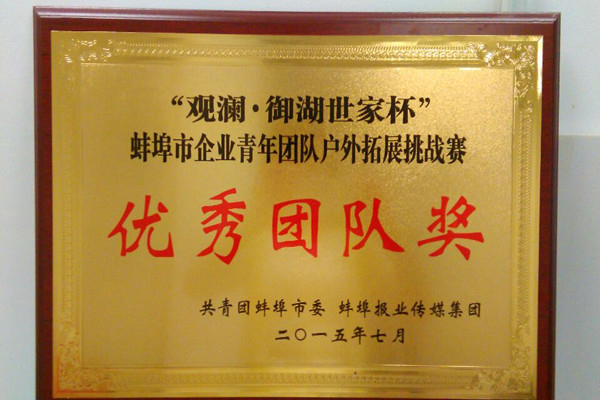 “观澜·御湖世家杯”
蚌埠市企业青年团队户外拓展挑战赛
优秀团队奖
共青团蚌埠市委 蚌埠报业传媒集团
二〇一五年七月